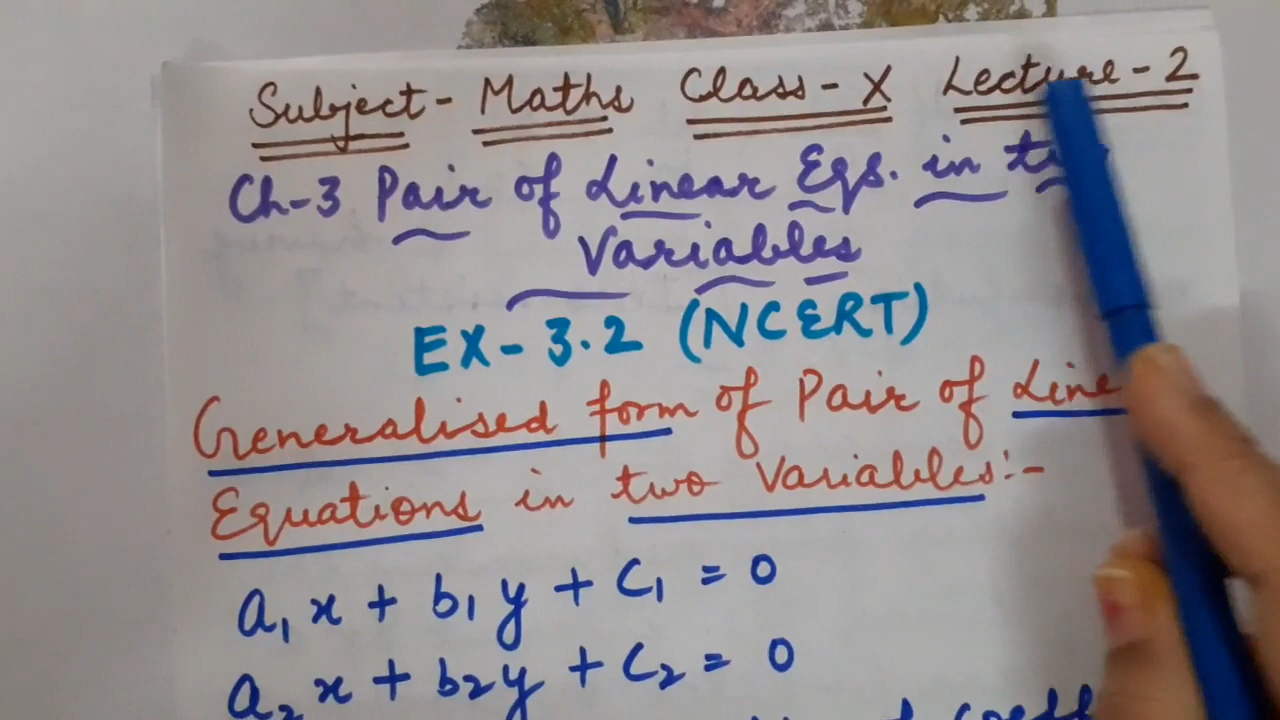 Subject - Maths Class - X Lecture - 2
Ch-3 Pair of Linear Eqs. in
Variables
EX - 3.2 (NCERT)
Generalised form of Pair of
Equations in two Variables :-
a₁x + b₁y + c₁ = 0
a₂x + b₂y + c₂ = 0